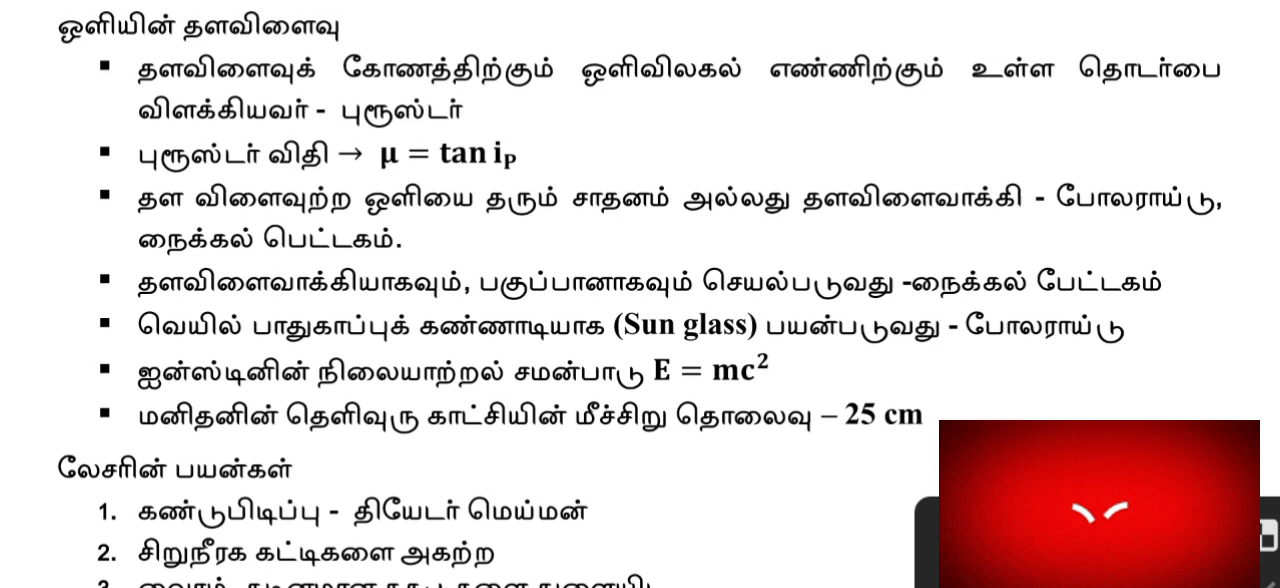 ஒளியின் தளவிளைவு
▪ தளவிளைவுக் கோணத்திற்கும் ஒளிவிலகல் எண்ணிற்கும் உள்ள தொடர்பை
விளக்கியவர் - புரூஸ்டர்
▪ புரூஸ்டர் விதி → μ = tan iₚ
▪ தள விளைவுற்ற ஒளியை தரும் சாதனம் அல்லது தளவிளைவாக்கி - போலராய்டு,
நைக்கல் பெட்டகம்.
▪ தளவிளைவாக்கியாகவும், பகுப்பானாகவும் செயல்படுவது -நைக்கல் பேட்டகம்
▪ வெயில் பாதுகாப்புக் கண்ணாடியாக (Sun glass) பயன்படுவது - போலராய்டு
▪ ஐன்ஸ்டினின் நிலையாற்றல் சமன்பாடு E = mc²
▪ மனிதனின் தெளிவுரு காட்சியின் மீச்சிறு தொலைவு – 25 cm
லேசரின் பயன்கள்
1. கண்டுபிடிப்பு - தியேடர் மெய்மன்
2. சிறுநீரக கட்டிகளை அகற்ற